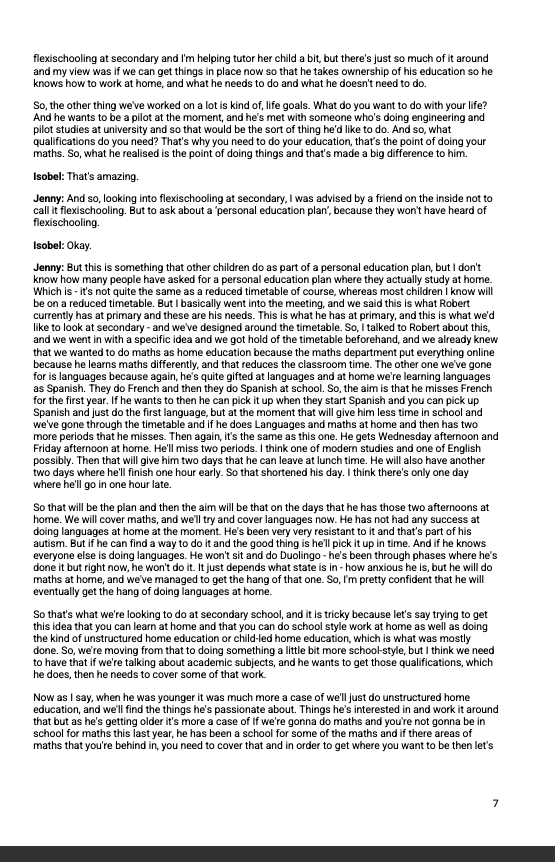 flexischooling at secondary and I'm helping tutor her child a bit, but there's just so much of it around
and my view was if we can get things in place now so that he takes ownership of his education so he
knows how to work at home, and what he needs to do and what he doesn't need to do.
So, the other thing we've worked on a lot is kind of, life goals. What do you want to do with your life?
And he wants to be a pilot at the moment, and he's met with someone who's doing engineering and
pilot studies at university and so that would be the sort of thing he'd like to do. And so, what
qualifications do you need? That's why you need to do your education, that's the point of doing your
maths. So, what he realised is the point of doing things and that's made a big difference to him.
Isobel: That's amazing.
Jenny: And so, looking into flexischooling at secondary, I was advised by a friend on the inside not to
call it flexischooling. But to ask about a 'personal education plan', because they won't have heard of
flexischooling.
Isobel: Okay.
Jenny: But this is something that other children do as part of a personal education plan, but I don't
know how many people have asked for a personal education plan where they actually study at home.
Which is - it's not quite the same as a reduced timetable of course, whereas most children I know will
be on a reduced timetable. But I basically went into the meeting, and we said this is what Robert
currently has at primary and these are his needs. This is what he has at primary, and this is what we'd
like to look at secondary - and we've designed around the timetable. So, I talked to Robert about this,
and we went in with a specific idea and we got hold of the timetable beforehand, and we already knew
that we wanted to do maths as home education because the maths department put everything online
because he learns maths differently, and that reduces the classroom time. The other one we've gone
for is languages because again, he's quite gifted at languages and at home we're learning languages
as Spanish. They do French and then they do Spanish at school. So, the aim is that he misses French
for the first year. If he wants to then he can pick it up when they start Spanish and you can pick up
Spanish and just do the first language, but at the moment that will give him less time in school and
we've gone through the timetable and if he does Languages and maths at home and then has two
more periods that he misses. Then again, it's the same as this one. He gets Wednesday afternoon and
Friday afternoon at home. He'll miss two periods. I think one of modern studies and one of English
possibly. Then that will give him two days that he can leave at lunch time. He will also have another
two days where he'll finish one hour early. So that shortened his day. I think there's only one day
where he'll go in one hour late.
So that will be the plan and then the aim will be that on the days that he has those two afternoons at
home. We will cover maths, and we'll try and cover languages now. He has not had any success at
doing languages at home at the moment. He's been very very resistant to it and that's part of his
autism. But if he can find a way to do it and the good thing is he'll pick it up in time. And if he knows
everyone else is doing languages. He won't sit and do Duolingo - he's been through phases where he's
done it but right now, he won't do it. It just depends what state is in - how anxious he is, but he will do
maths at home, and we've managed to get the hang of that one. So, I'm pretty confident that he will
eventually get the hang of doing languages at home.
So that's what we're looking to do at secondary school, and it is tricky because let's say trying to get
this idea that you can learn at home and that you can do school style work at home as well as doing
the kind of unstructured home education or child-led home education, which is what was mostly
done. So, we're moving from that to doing something a little bit more school-style, but I think we need
to have that if we're talking about academic subjects, and he wants to get those qualifications, which
he does, then he needs to cover some of that work.
Now as I say, when he was younger it was much more a case of we'll just do unstructured home
education, and we'll find the things he's passionate about. Things he's interested in and work it around
that but as he's getting older it's more a case of If we're gonna do maths and you're not gonna be in
school for maths this last year, he has been a school for some of the maths and if there areas of
maths that you're behind in, you need to cover that and in order to get where you want to be then let's
7